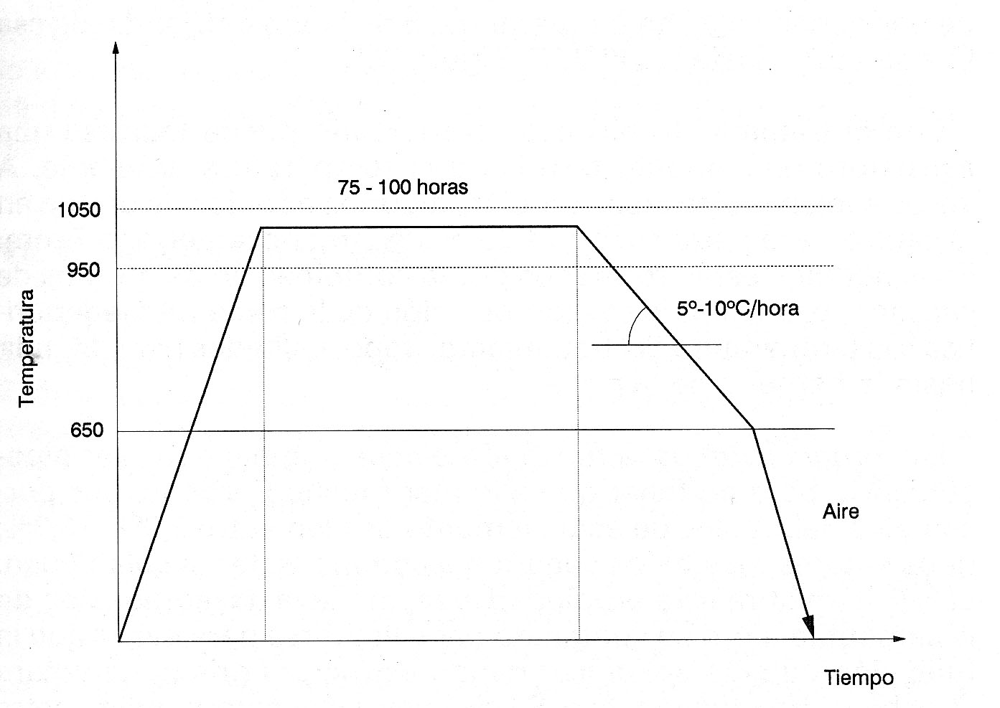 75 - 100 horas
1050
950
5º-10ºC/hora
Temperatura
650
Aire
Tiempo